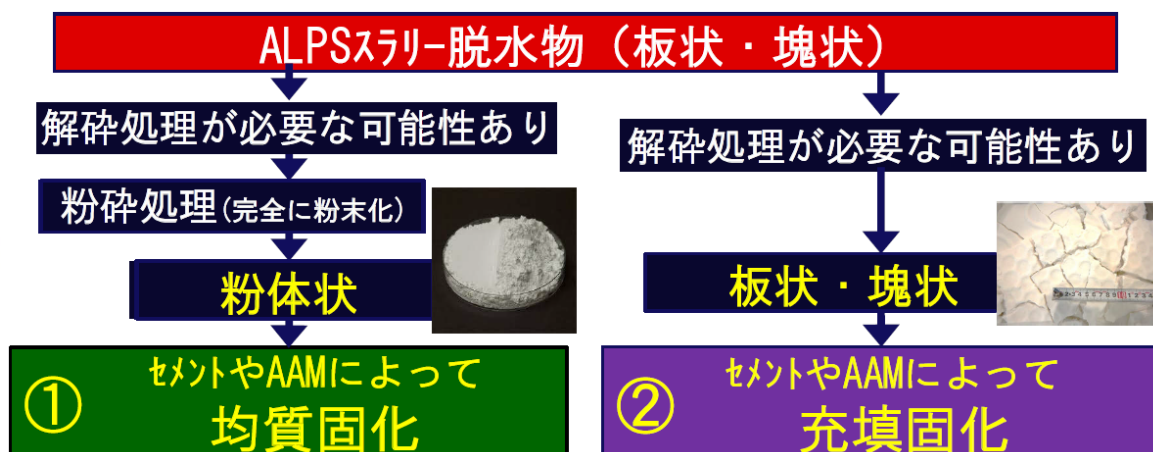 ALPSｽﾗﾘｰ脱水物（板状・塊状）
解砕処理が必要な可能性あり
粉砕処理(完全に粉末化)
粉体状
① ｾﾒﾝﾄやAAMによって
均質固化
解砕処理が必要な可能性あり
板状・塊状
② ｾﾒﾝﾄやAAMによって
充填固化